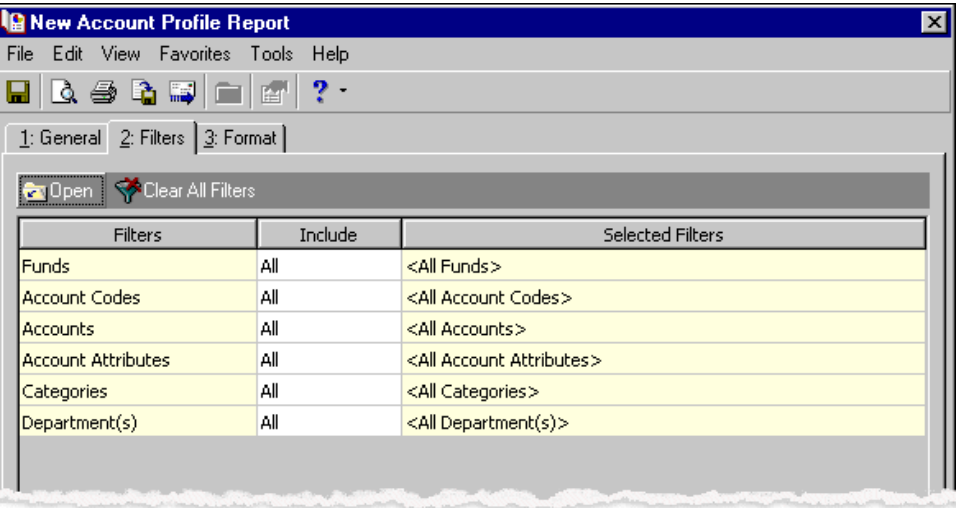 New Account Profile Report
File Edit View Favorites Tools Help
?
1: General 2: Filters 3: Format
Open Clear All Filters
Filters Include Selected Filters
Funds All <All Funds>
Account Codes All <All Account Codes>
Accounts All <All Accounts>
Account Attributes All <All Account Attributes>
Categories All <All Categories>
Department(s) All <All Department(s)>